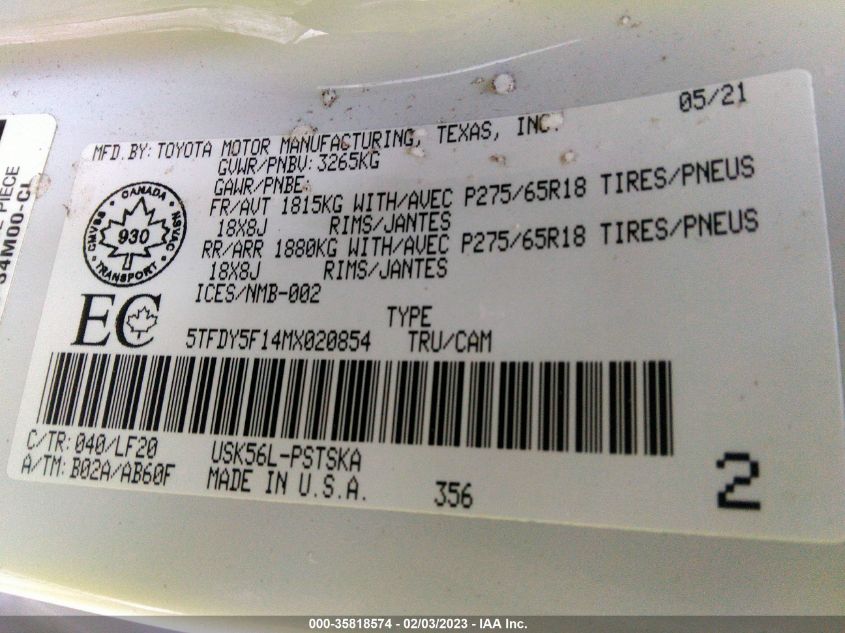 MFD.BY: TOYOTA MOTOR MANUFACTURING, TEXAS, INC. 05/21
GVWR/PNBV: 3265KG
GAWR/PNBE:
FR/AVT 1815KG WITH/AVEC P275/65R18 TIRES/PNEUS
18X8J RIMS/JANTES
RR/ARR 1880KG WITH/AVEC P275/65R18 TIRES/PNEUS
18X8J RIMS/JANTES
ICES/NMB-002
CANADA
930
TRANSPORT
EC
TYPE
5TFDY5F14MX020854 TRU/CAM
C/TR: 040/LF20 USK56L-PSTSKA
A/TM: B02A/AB60F MADE IN U.S.A. 356
2
PIECE
000-35818574 - 02/03/2023 - IAA Inc.